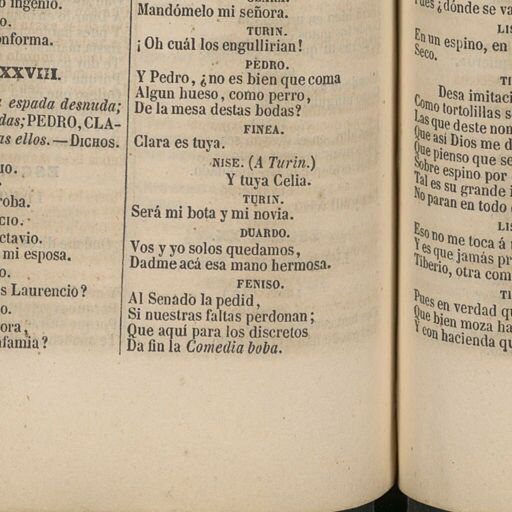 ingenio.
o.
onforma.
XXVIII.
espada desnuda;
das; PEDRO, CLA-
as ellos. — DICHOS.
IO.
roba.
CIO.
ctavio.
mi esposa.
o.
s Laurencio?
o.
ora,
nfamia?
Mandómelo mi señora.
TURIN.
¡Oh cuál los engullirian!
PEDRO.
Y Pedro, ¿no es bien que coma
Algun hueso, como perro,
De la mesa destas bodas?
FINEA.
Clara es tuya.
NISE. (A Turin.)
Y tuya Celia.
TURIN.
Será mi bota y mi novia.
DUARDO.
Vos y yo solos quedamos,
Dadme acá esa mano hermosa.
FENISO.
Al Senado la pedid,
Si nuestras faltas perdonan;
Que aquí para los discretos
Da fin la Comedia boba.
Pues ¿dónde se va
LIS
En un espino, en
Seco.
TI
Desa imitaci
Como tortolillas s
Las que deste non
Que así Dios me d
Que pienso que se
Sobre espino por
Tal es su grande i
No paran en todo
LIS
Eso no me toca á
Y es que jamás pr
Tiberio, otra com
TI
Pues en verdad qu
Que bien moza ha
Y con hacienda qu